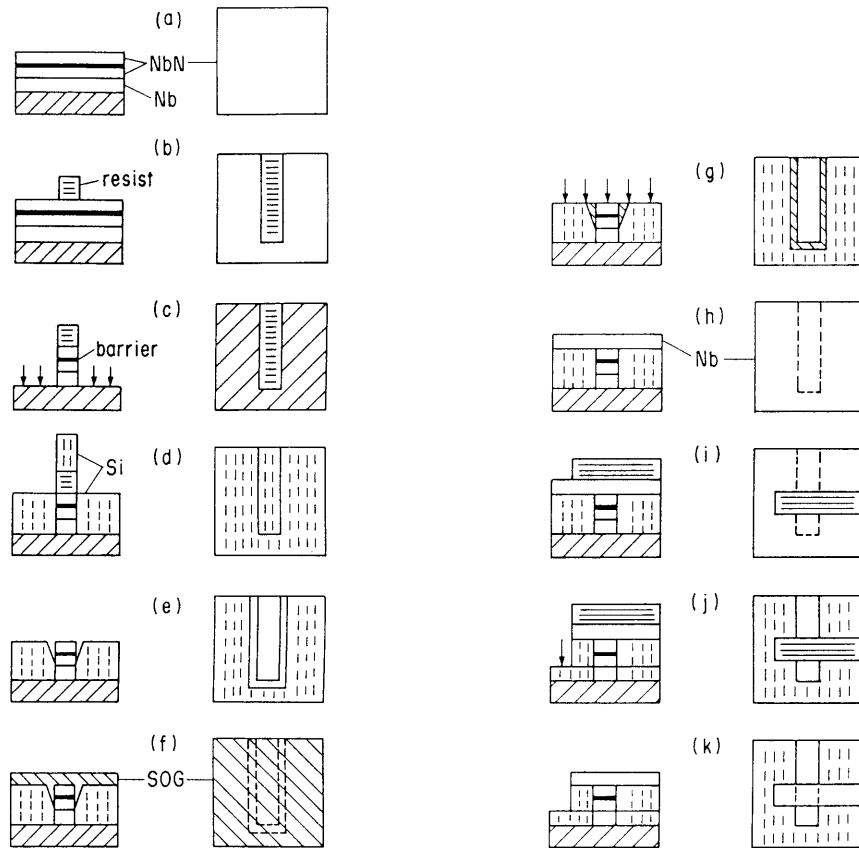 (a)
NbN
Nb
(b)
resist
(c)
barrier
(d)
Si
(e)
(f)
SOG
(g)
(h)
Nb
(i)
(j)
(k)